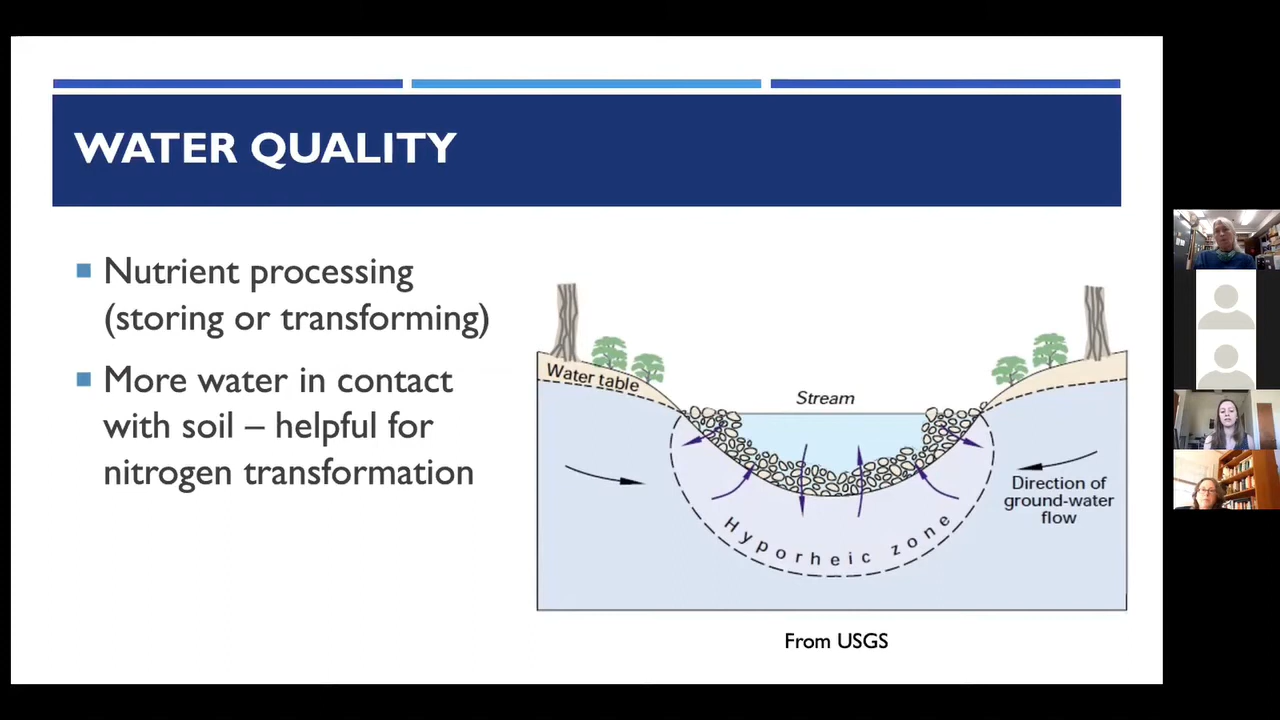 WATER QUALITY
Nutrient processing
(storing or transforming)
More water in contact
with soil – helpful for
nitrogen transformation
Water table
Stream
Direction of
ground-water
flow
Hyporheic zone
From USGS